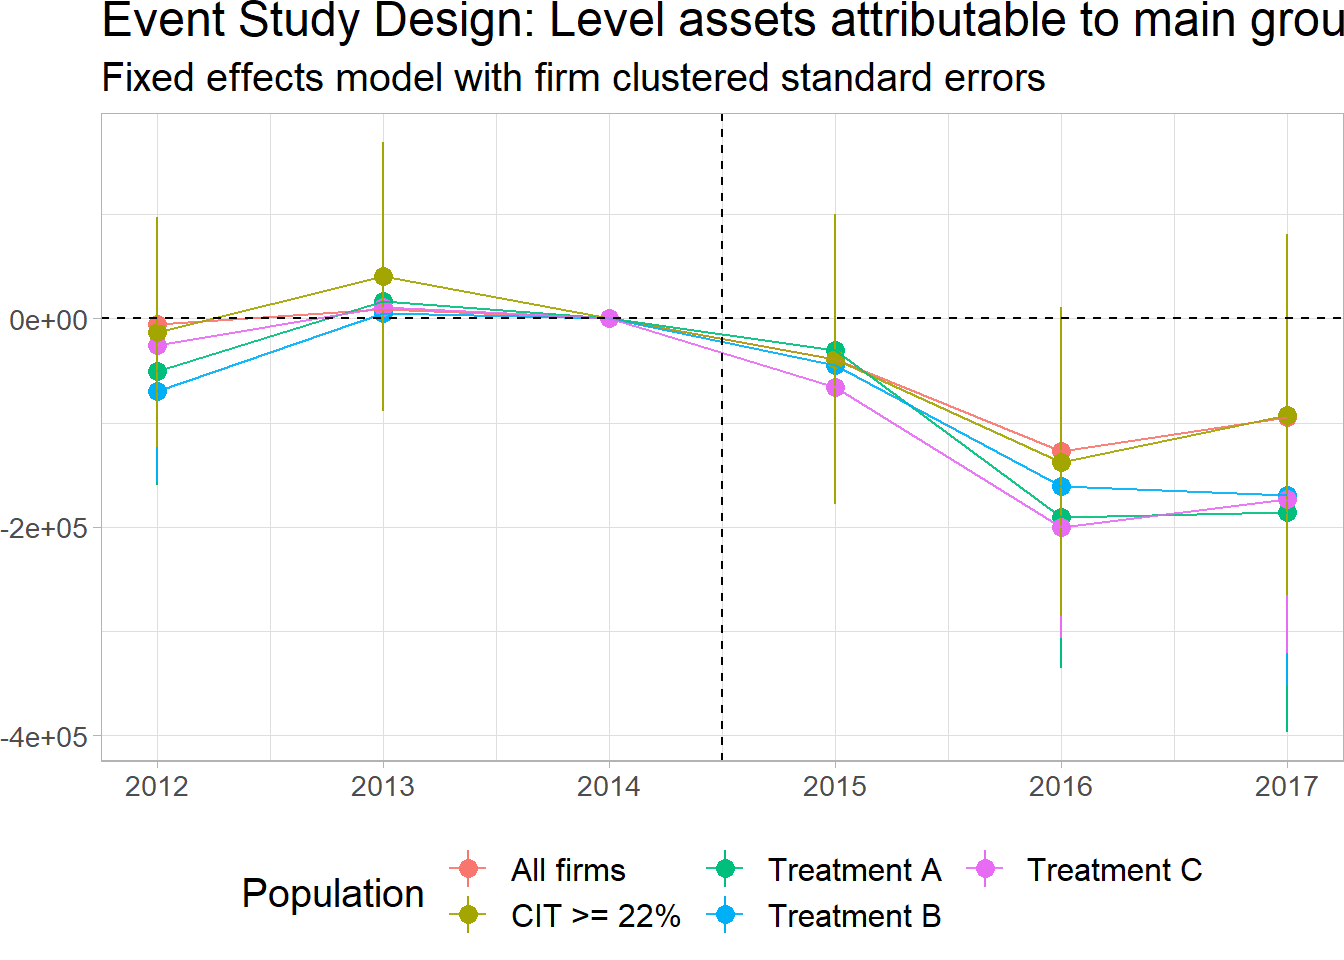 Event Study Design: Level assets attributable to main grou
Fixed effects model with firm clustered standard errors
0e+00
-2e+05
-4e+05
2012 2013 2014 2015 2016 2017
Population
All firms Treatment A Treatment C
CIT >= 22% Treatment B